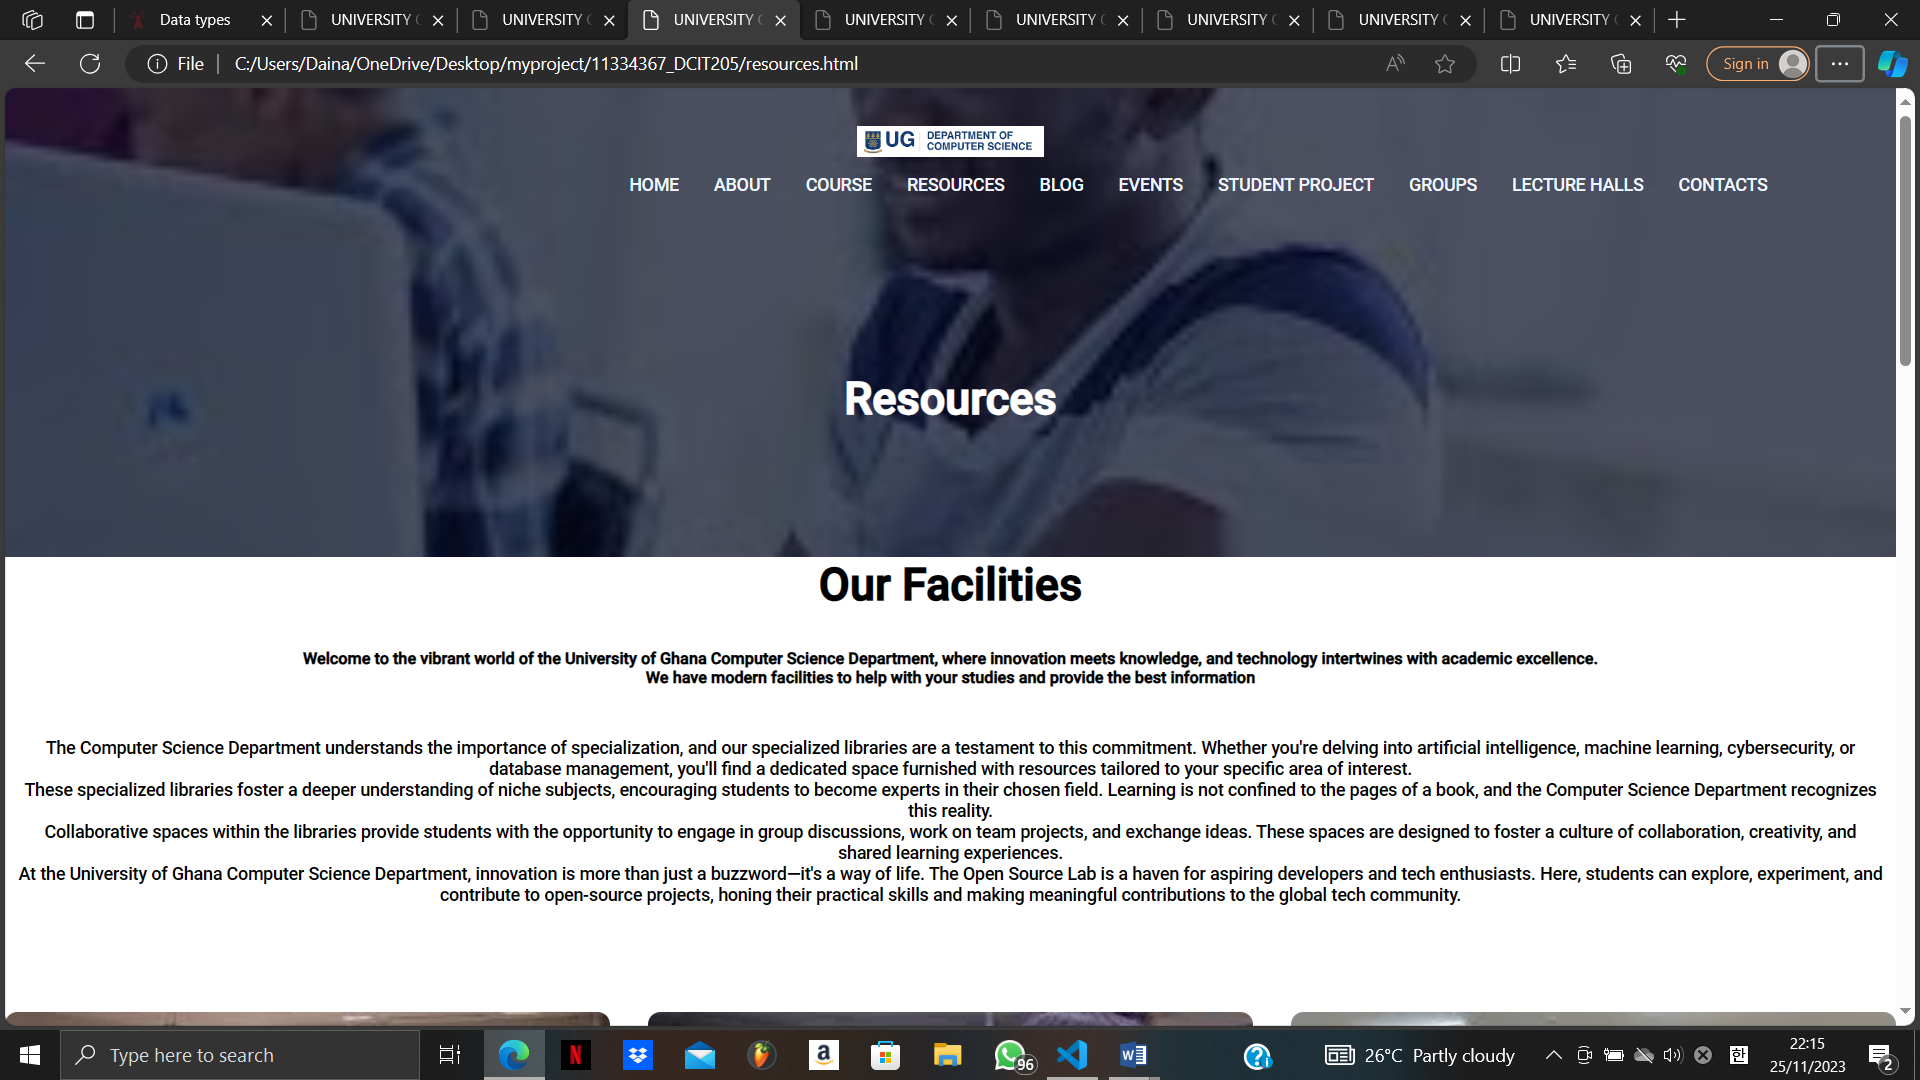 Data types
UNIVERSITY
UNIVERSITY
UNIVERSITY
UNIVERSITY
UNIVERSITY
UNIVERSITY
UNIVERSITY
UNIVERSITY
File
C:/Users/Daina/OneDrive/Desktop/myproject/11334367_DCIT205/resources.html
Sign in
UG DEPARTMENT OF
COMPUTER SCIENCE
HOME ABOUT COURSE RESOURCES BLOG EVENTS STUDENT PROJECT GROUPS LECTURE HALLS CONTACTS
Resources
Our Facilities
Welcome to the vibrant world of the University of Ghana Computer Science Department, where innovation meets knowledge, and technology intertwines with academic excellence.
We have modern facilities to help with your studies and provide the best information
The Computer Science Department understands the importance of specialization, and our specialized libraries are a testament to this commitment. Whether you're delving into artificial intelligence, machine learning, cybersecurity, or
database management, you'll find a dedicated space furnished with resources tailored to your specific area of interest.
These specialized libraries foster a deeper understanding of niche subjects, encouraging students to become experts in their chosen field. Learning is not confined to the pages of a book, and the Computer Science Department recognizes
this reality.
Collaborative spaces within the libraries provide students with the opportunity to engage in group discussions, work on team projects, and exchange ideas. These spaces are designed to foster a culture of collaboration, creativity, and
shared learning experiences.
At the University of Ghana Computer Science Department, innovation is more than just a buzzword—it's a way of life. The Open Source Lab is a haven for aspiring developers and tech enthusiasts. Here, students can explore, experiment, and
contribute to open-source projects, honing their practical skills and making meaningful contributions to the global tech community.
Type here to search
96
26°C Partly cloudy
한
22:15
25/11/2023
2